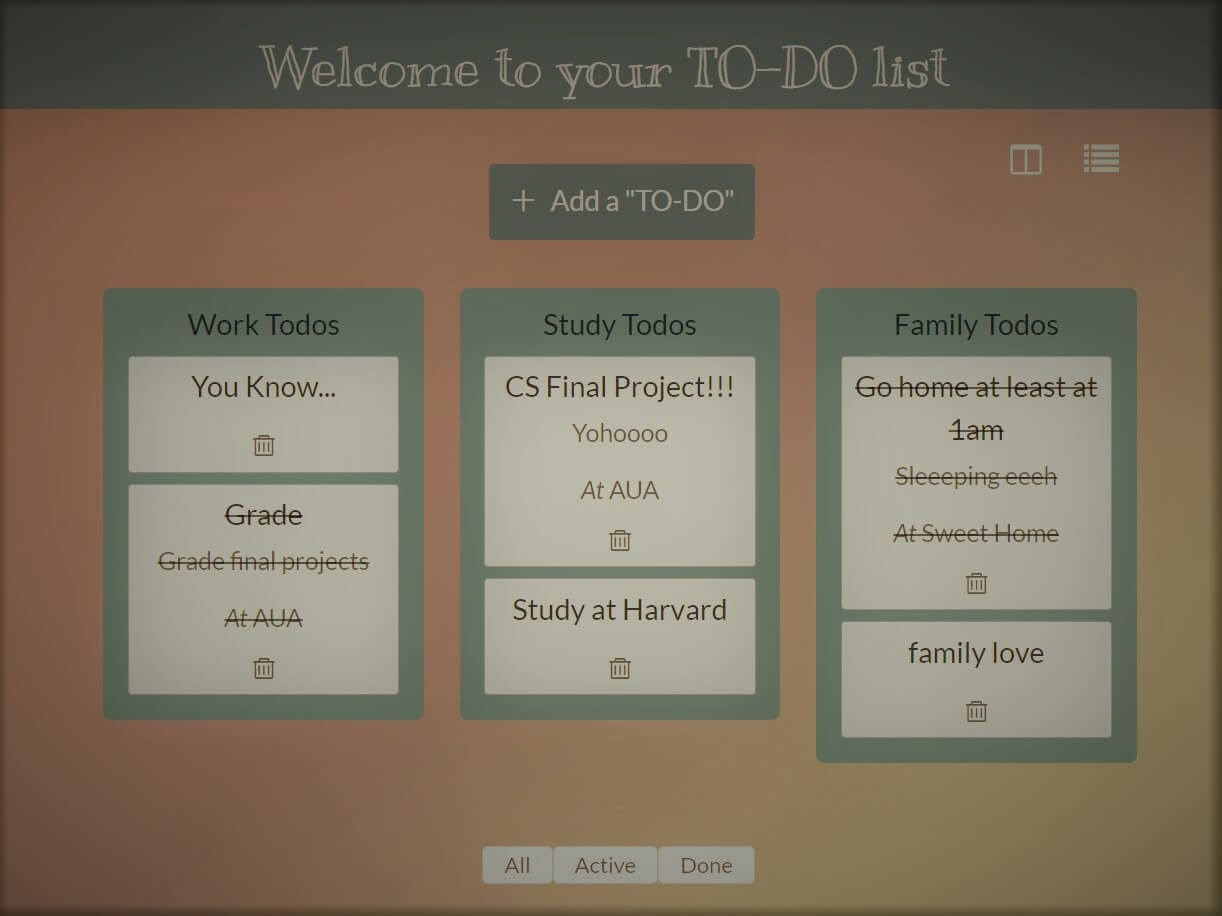 Welcome to your TO-DO list
+ Add a "TO-DO"
Work Todos
You Know...
Grade
Grade final projects
At AUA
Study Todos
CS Final Project!!!
Yohoooo
At AUA
Study at Harvard
Family Todos
Go home at least at
1am
Sleeeping eeeh
At Sweet Home
family love
All
Active
Done